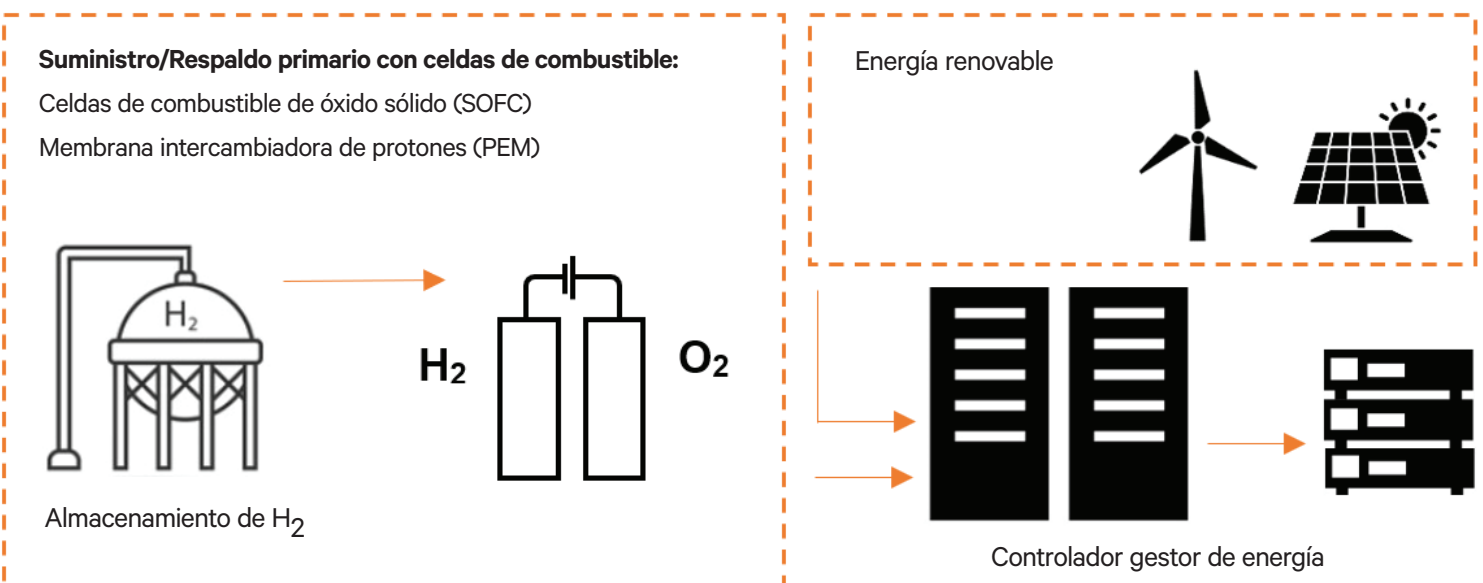 Suministro/Respaldo primario con celdas de combustible:
Celdas de combustible de óxido sólido (SOFC)
Membrana intercambiadora de protones (PEM)
H₂
H₂
O₂
Almacenamiento de H₂
Energía renovable
Controlador gestor de energía